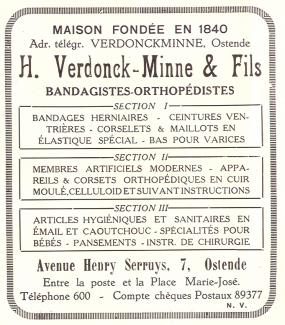 MAISON FONDÉE EN 1840
Adr. télégr. VERDONCKMINNE, Ostende
H. Verdonck-Minne & Fils
BANDAGISTES-ORTHOPÉDISTES
SECTION I
BANDAGES HERNIAIRES - CEINTURES VEN-
TRIÈRES - CORSELETS & MAILLOTS EN
ÉLASTIQUE SPÉCIAL - BAS POUR VARICES
SECTION II
MEMBRES ARTIFICIELS MODERNES - APPA-
REILS & CORSETS ORTHOPÉDIQUES EN CUIR
MOULÉ, CELLULOID ET SUIVANT INSTRUCTIONS
SECTION III
ARTICLES HYGIÉNIQUES ET SANITAIRES EN
ÉMAIL ET CAOUTCHOUC - SPÉCIALITÉS POUR
BÉBÉS - PANSEMENTS - INSTR. DE CHIRURGIE
Avenue Henry Serruys, 7, Ostende
Entre la poste et la Place Marie-José.
Téléphone 600 - Compte chèques Postaux 89377
N. V.